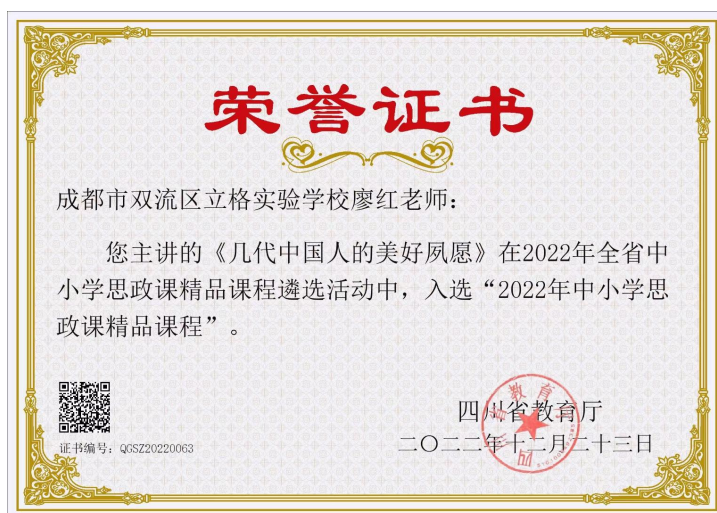 荣誉证书
成都市双流区立格实验学校廖红老师：
您主讲的《几代中国人的美好夙愿》在2022年全省中
小学思政课精品课程遴选活动中，入选“2022年中小学思
政课精品课程”。
四川省教育厅
二〇二二年十二月二十三日
证书编号：QGSZ20220063